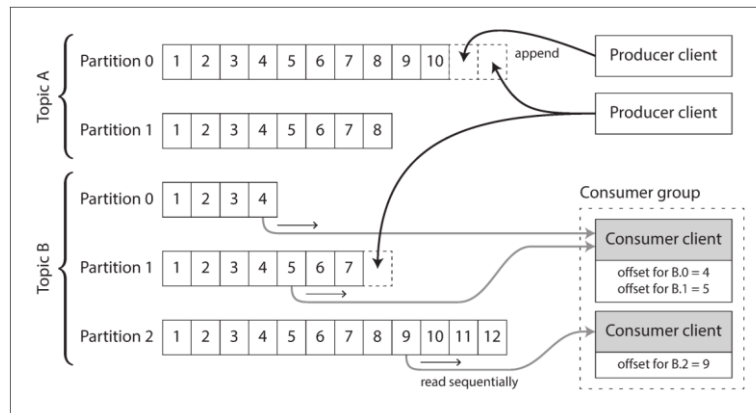 Topic A
Partition 0
1 2 3 4 5 6 7 8 9 10
append
Producer client
Producer client
Partition 1
1 2 3 4 5 6 7 8
Topic B
Partition 0
1 2 3 4
Consumer group
Consumer client
offset for B.0 = 4
offset for B.1 = 5
Partition 1
1 2 3 4 5 6 7
Partition 2
1 2 3 4 5 6 7 8 9 10 11 12
read sequentially
Consumer client
offset for B.2 = 9